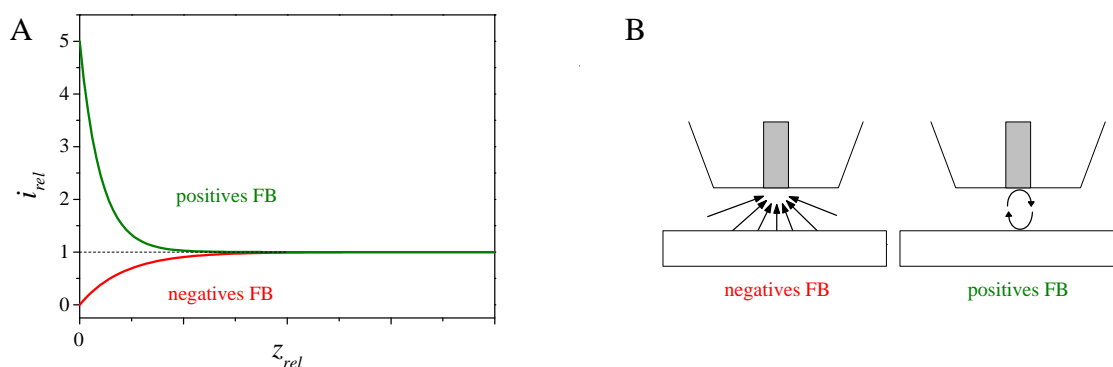 A
5
4
3
2
1
0
i_rel
positives FB
negatives FB
0
z_rel
B
negatives FB
positives FB